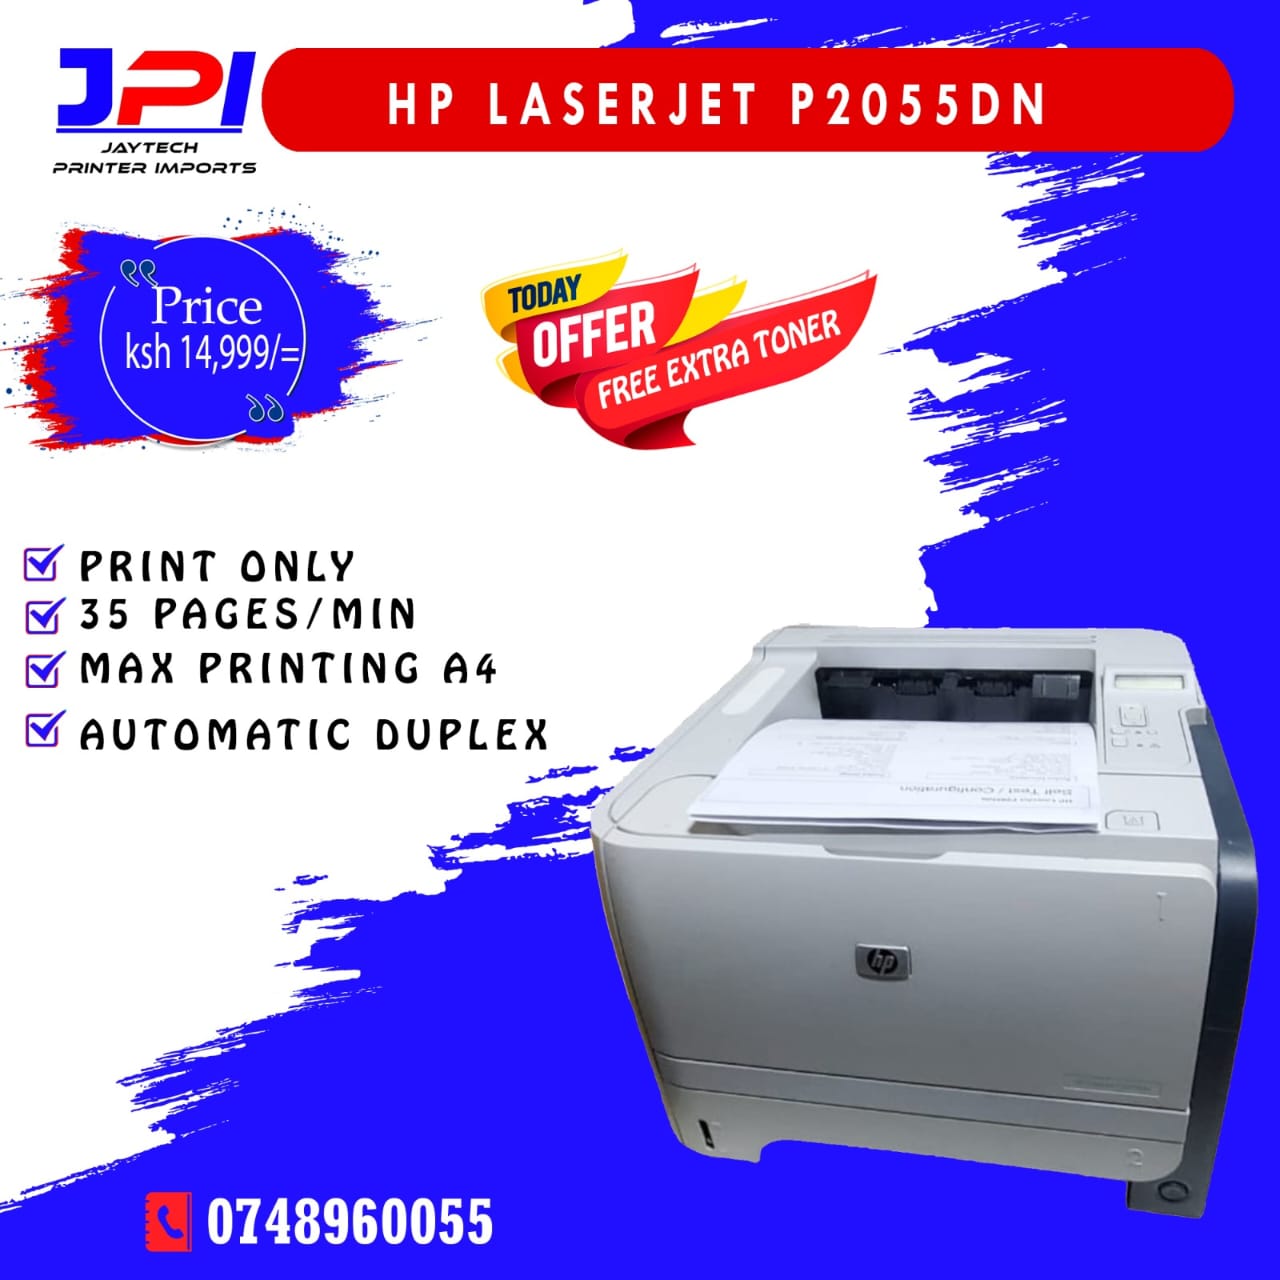 JPI
JAYTECH
PRINTER IMPORTS
HP LASERJET P2055DN
Price
ksh 14,999/=
TODAY
OFFER
FREE EXTRA TONER
PRINT ONLY
35 PAGES/MIN
MAX PRINTING A4
AUTOMATIC DUPLEX
Self Test / Configuration
hp
2
0748960055